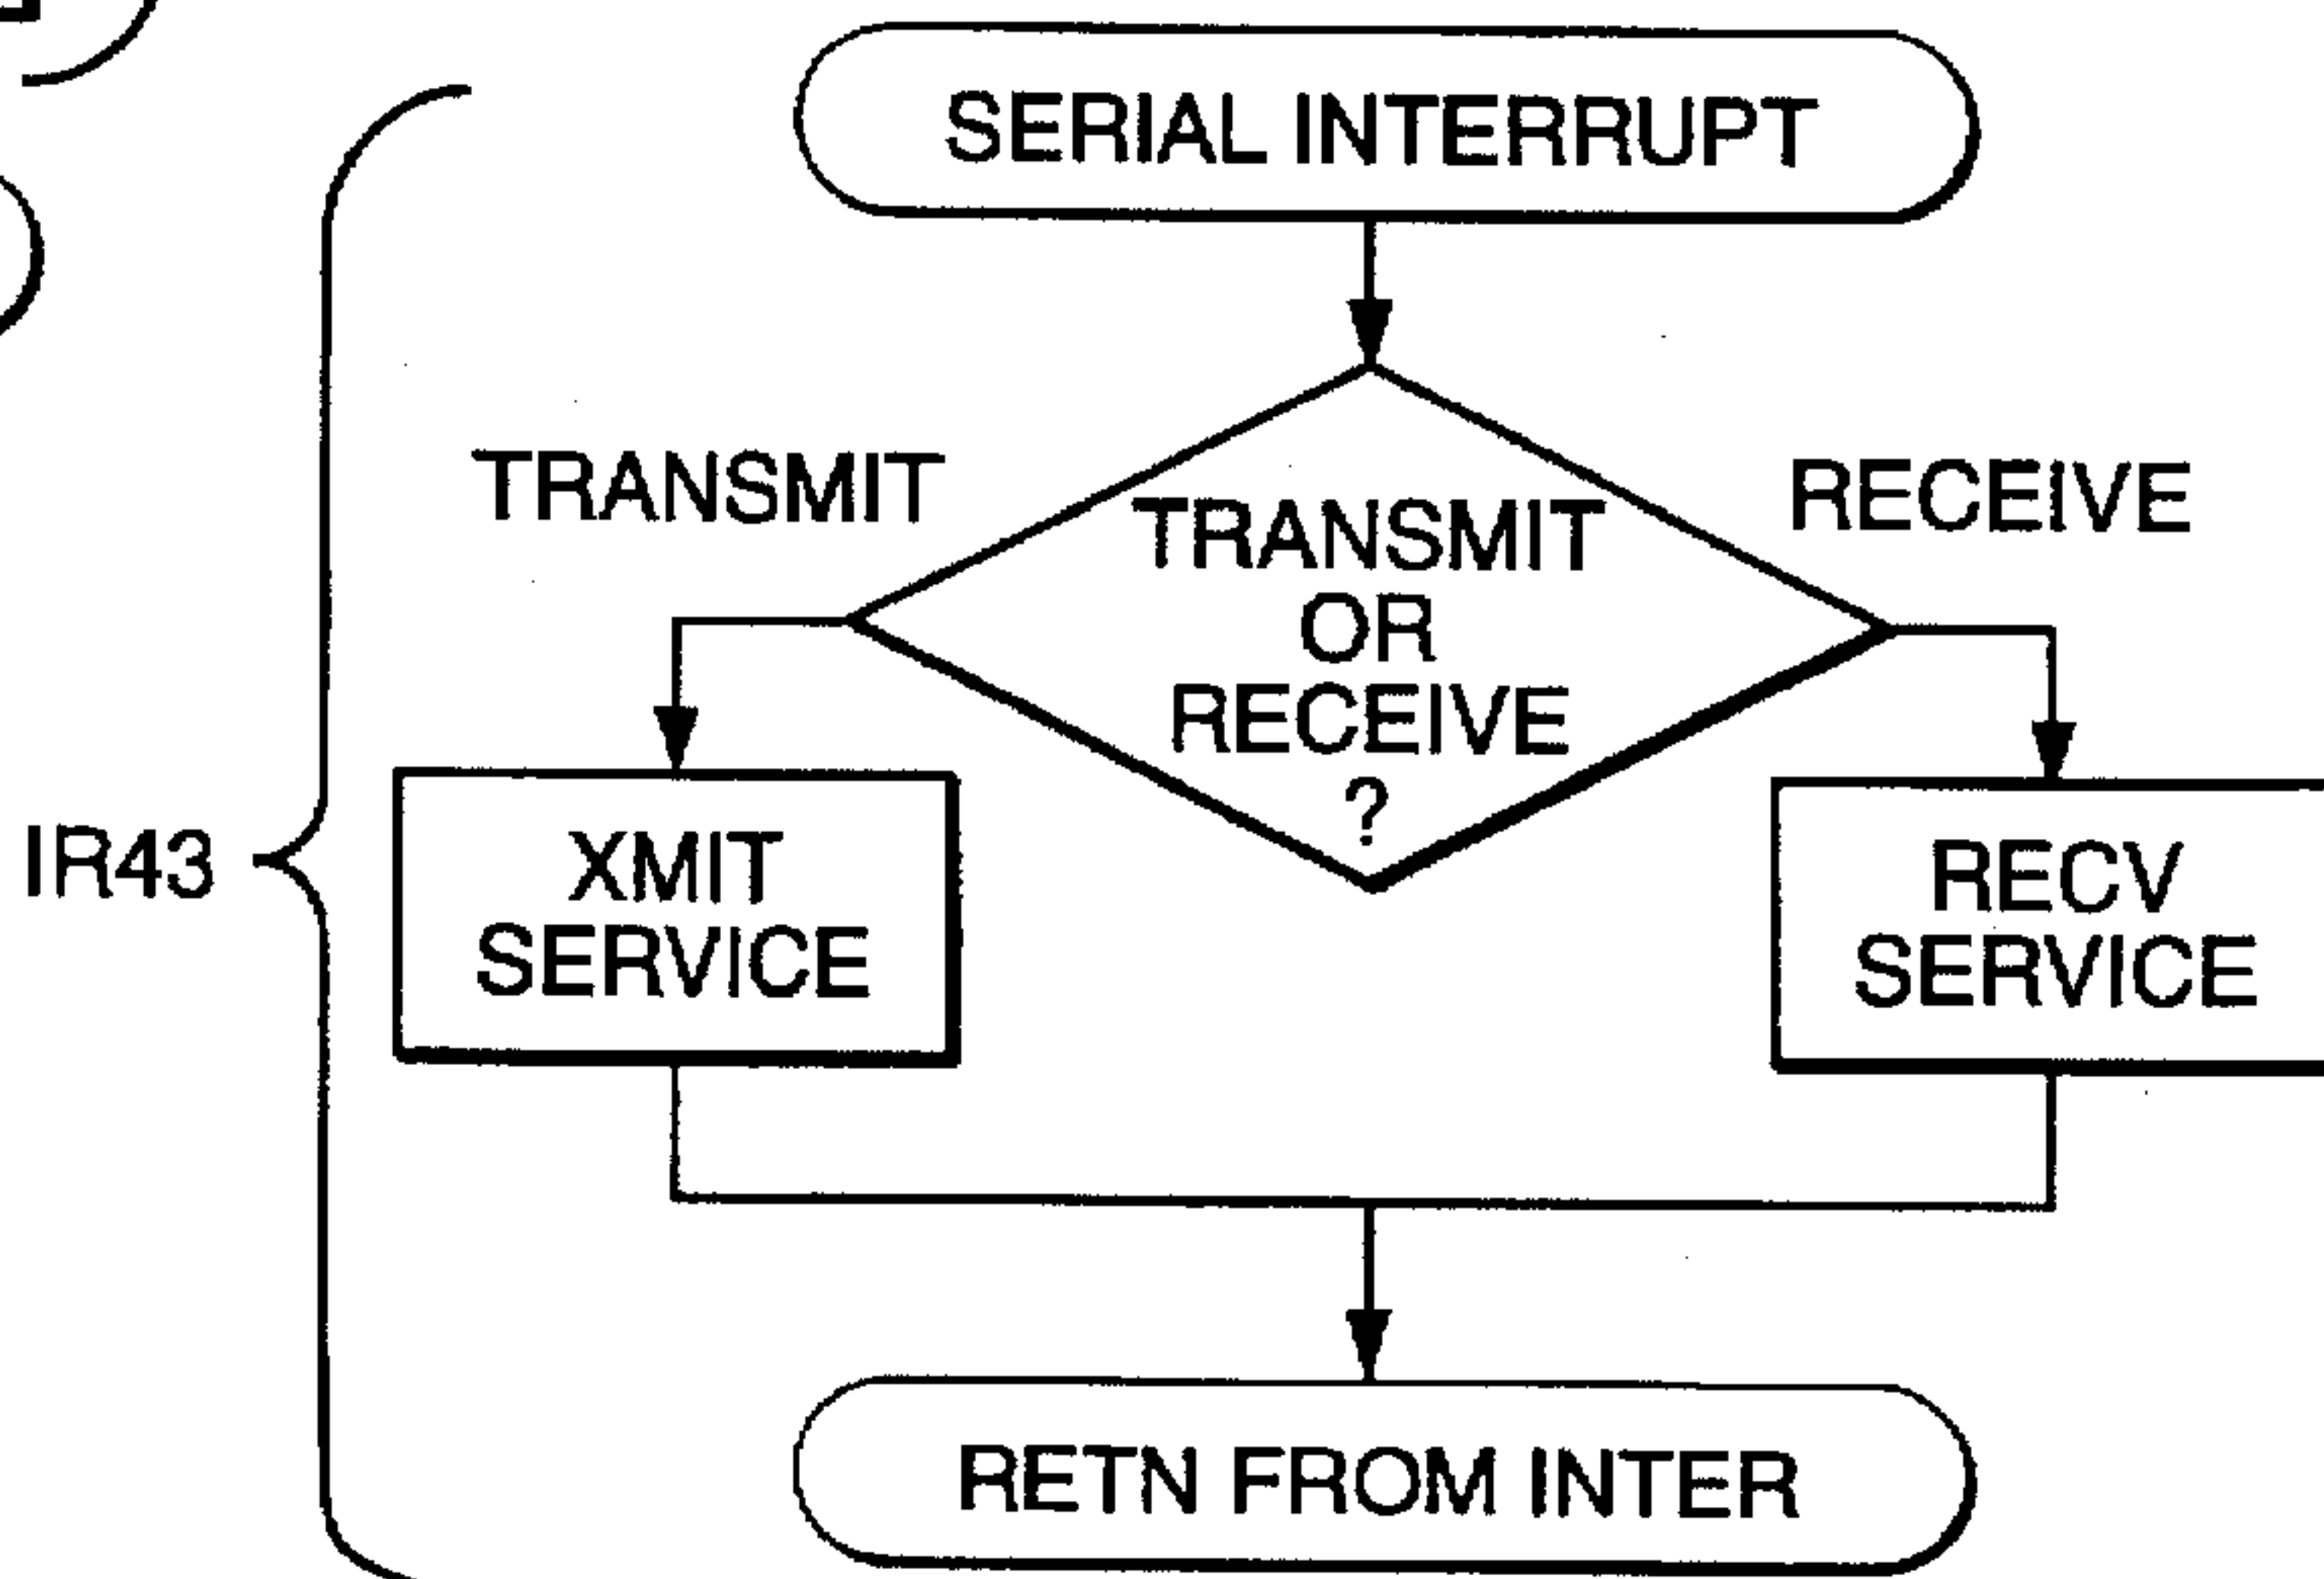 SERIAL INTERRUPT
TRANSMIT
RECEIVE
TRANSMIT
OR
RECEIVE
?
IR43
XMIT
SERVICE
RECV
SERVICE
RETN FROM INTER